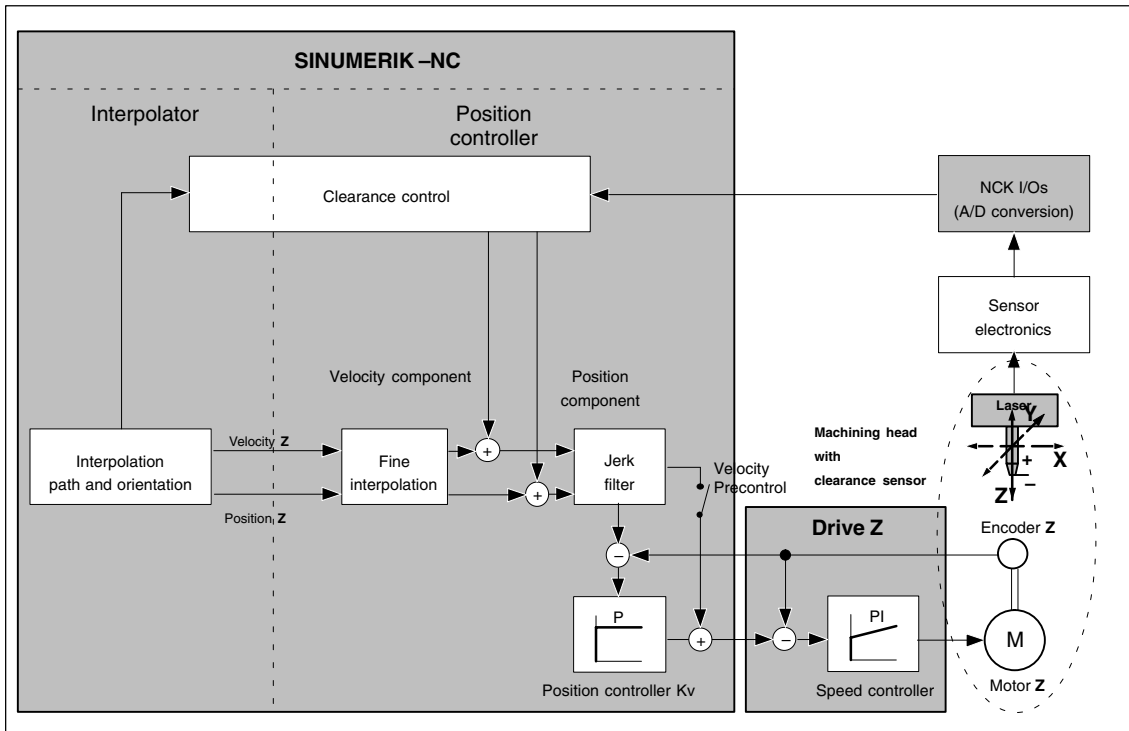 SINUMERIK –NC
Interpolator
Position
controller
Clearance control
NCK I/Os
(A/D conversion)
Sensor
electronics
Velocity component
Position
component
Laser
Y
X
+
Z
–
Machining head
with
clearance sensor
Interpolation
path and orientation
Velocity Z
Position Z
Fine
interpolation
+
+
Jerk
filter
Velocity
Precontrol
Drive Z
Encoder Z
–
P
+
–
PI
M
Position controller Kv
Speed controller
Motor Z